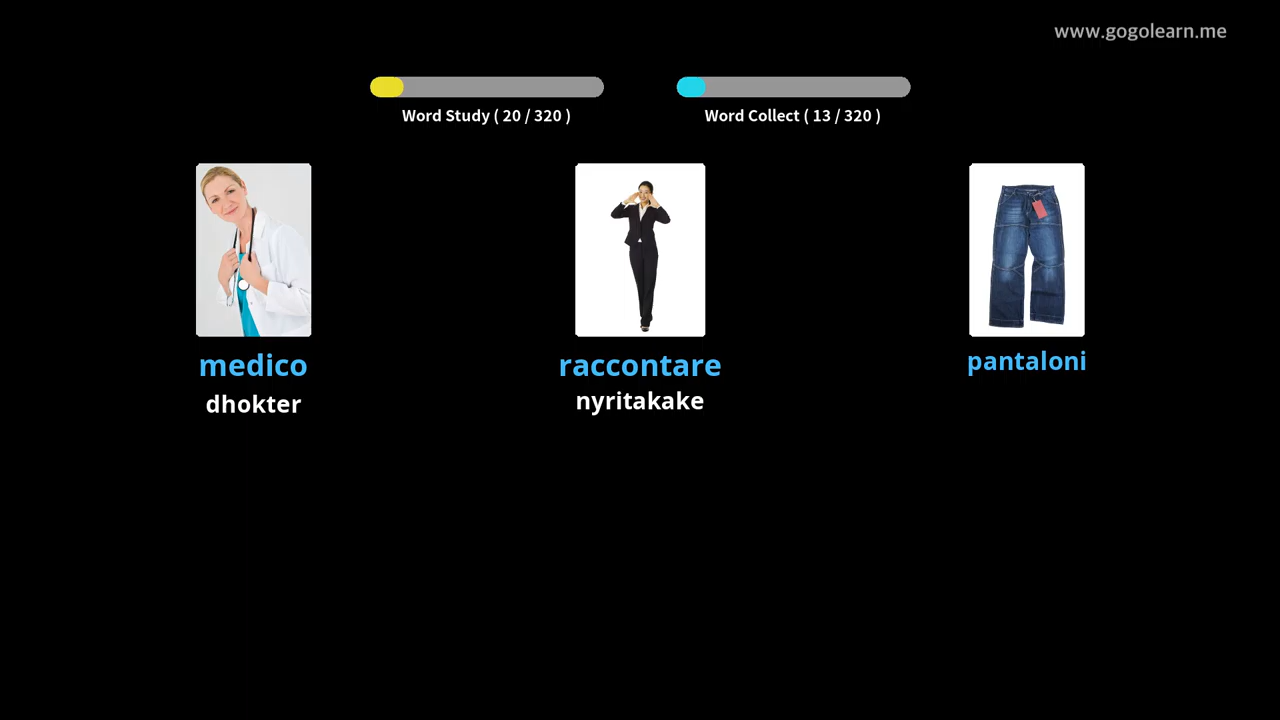 www.gogolearn.me
Word Study ( 20 / 320 )
Word Collect ( 13 / 320 )
medico
dhokter
raccontare
nyritakake
pantaloni